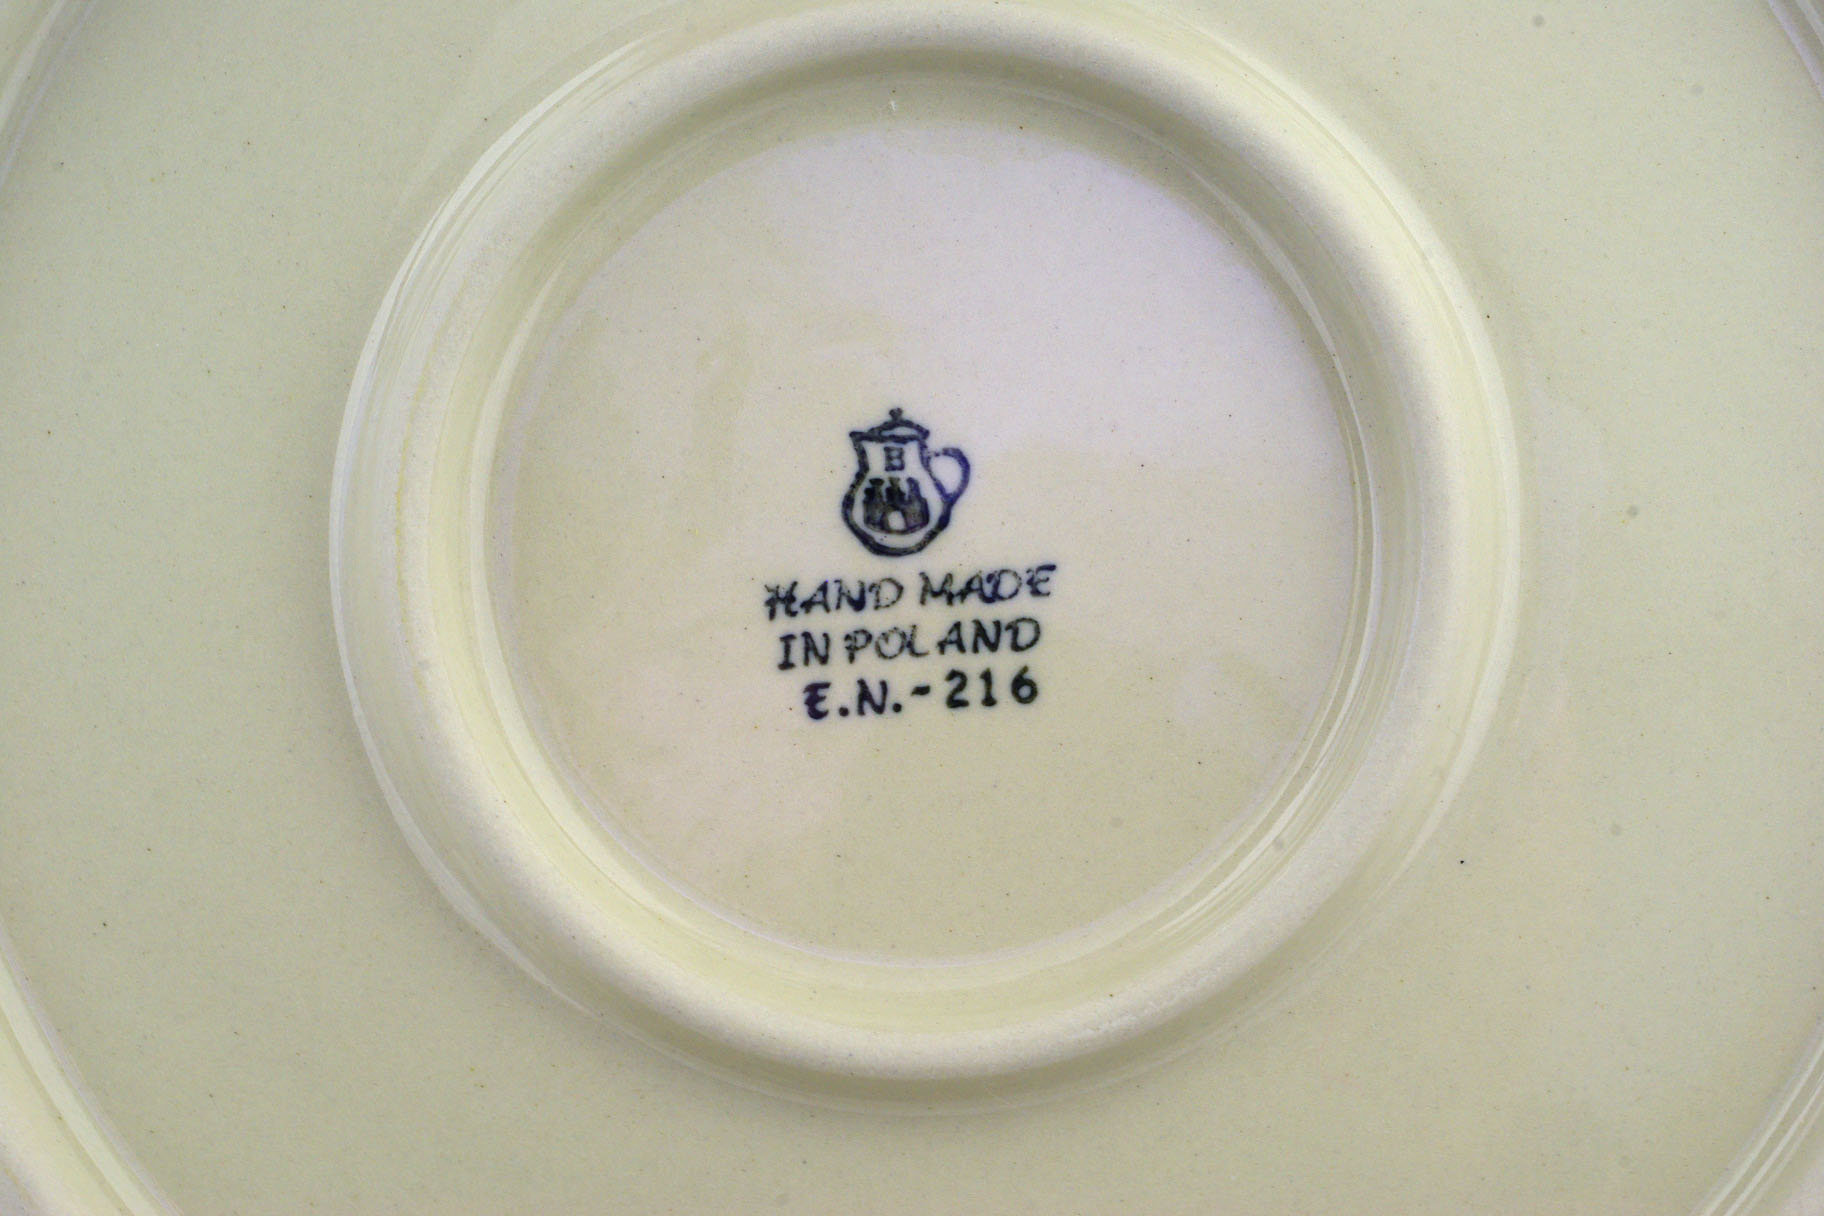 B
HAND MADE
IN POLAND
E.N.-216